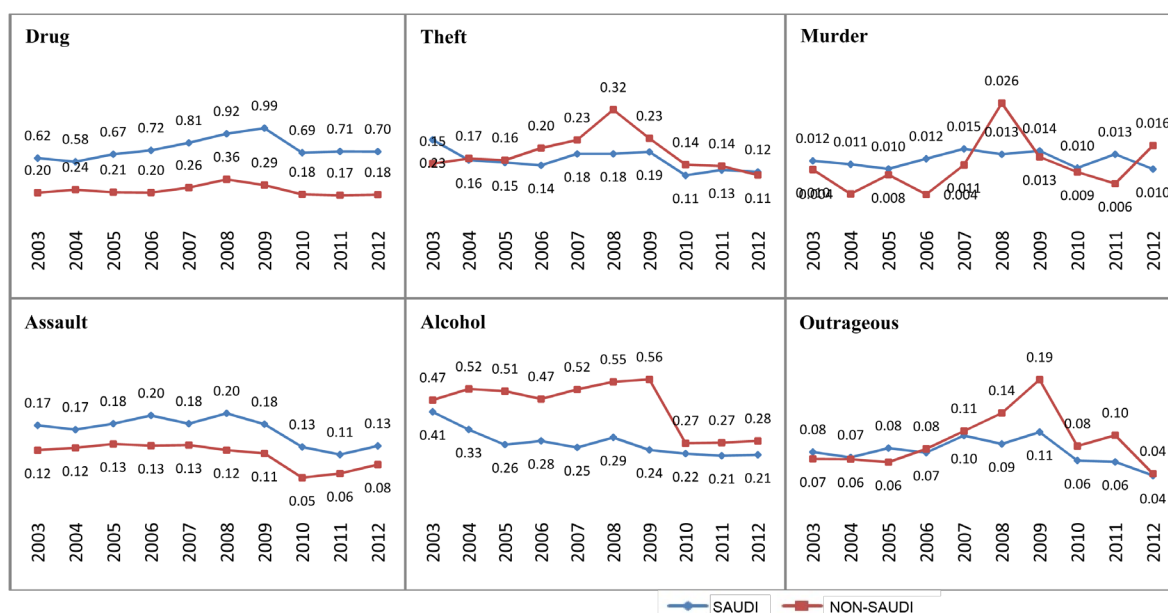 Drug
0.62 0.58 0.67 0.72 0.81 0.92 0.99 0.69 0.71 0.70
0.20 0.24 0.21 0.20 0.26 0.36 0.29 0.18 0.17 0.18
2003 2004 2005 2006 2007 2008 2009 2010 2011 2012
Theft
0.15 0.17 0.16 0.20 0.23 0.32 0.23 0.14 0.14 0.12
0.23 0.16 0.15 0.14 0.18 0.18 0.19 0.11 0.13 0.11
2003 2004 2005 2006 2007 2008 2009 2010 2011 2012
Murder
0.012 0.011 0.010 0.012 0.015 0.026 0.014 0.010 0.013 0.016
0.010 0.004 0.008 0.004 0.011 0.013 0.013 0.009 0.006 0.010
2003 2004 2005 2006 2007 2008 2009 2010 2011 2012
Assault
0.17 0.17 0.18 0.20 0.18 0.20 0.18 0.13 0.11 0.13
0.12 0.12 0.13 0.13 0.13 0.12 0.11 0.05 0.06 0.08
2003 2004 2005 2006 2007 2008 2009 2010 2011 2012
Alcohol
0.47 0.52 0.51 0.47 0.52 0.55 0.56 0.27 0.27 0.28
0.41 0.33 0.26 0.28 0.25 0.29 0.24 0.22 0.21 0.21
2003 2004 2005 2006 2007 2008 2009 2010 2011 2012
Outrageous
0.08 0.07 0.08 0.08 0.11 0.14 0.19 0.08 0.10 0.04
0.07 0.06 0.06 0.07 0.10 0.09 0.11 0.06 0.06 0.04
2003 2004 2005 2006 2007 2008 2009 2010 2011 2012
SAUDI NON-SAUDI